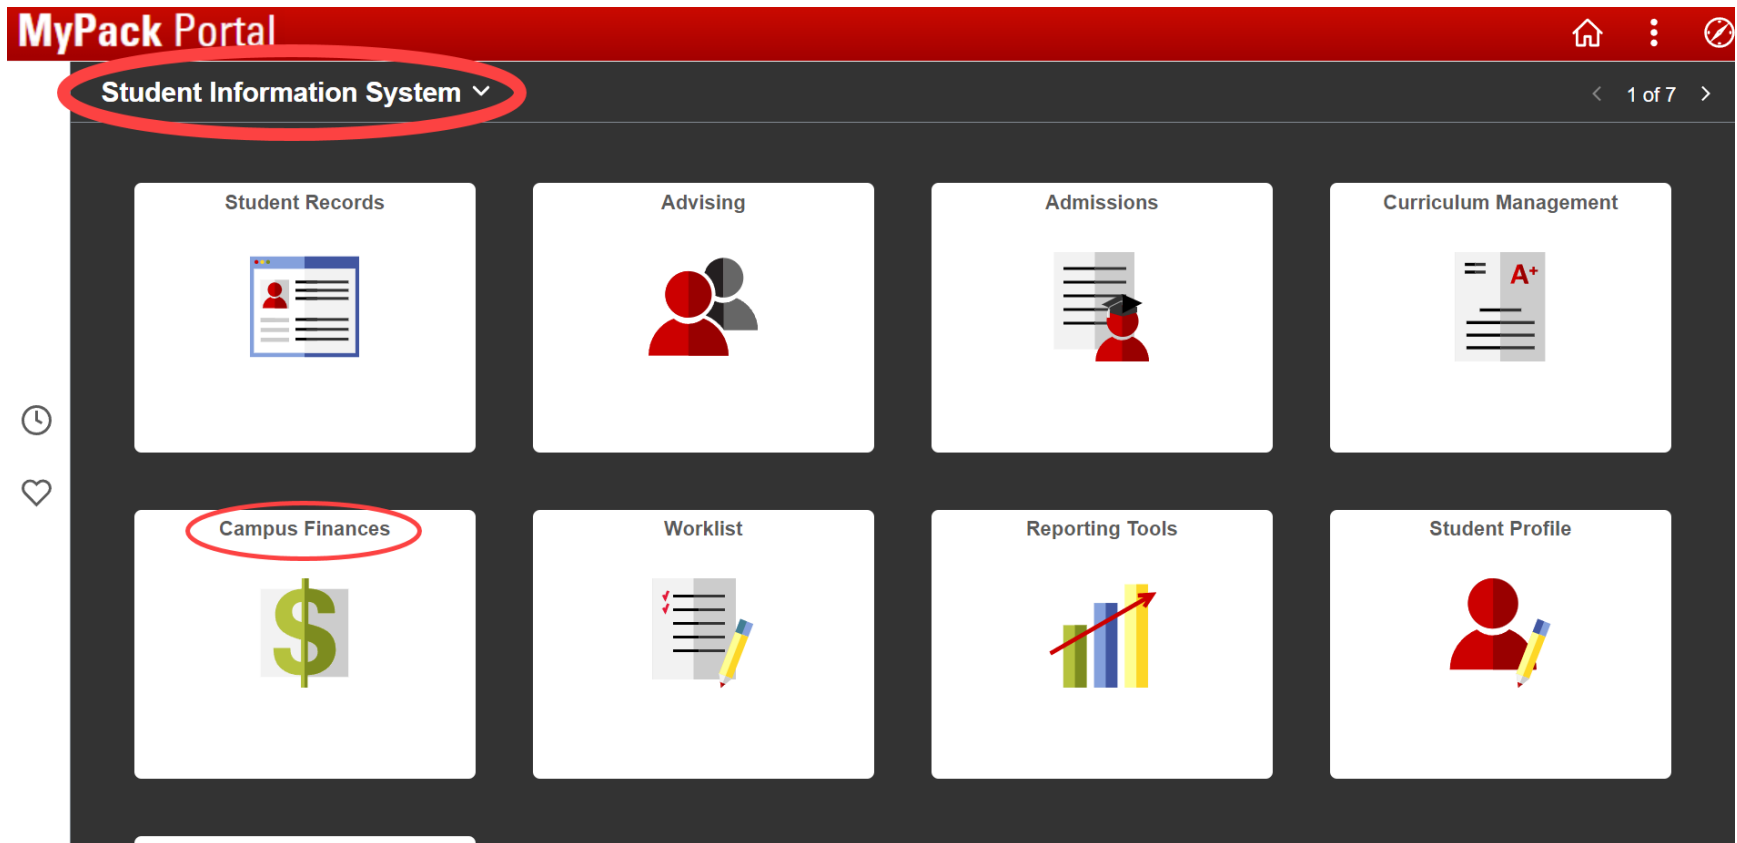 MyPack Portal
Student Information System
1 of 7
Student Records
Advising
Admissions
Curriculum Management
A+
Campus Finances
Worklist
Reporting Tools
Student Profile